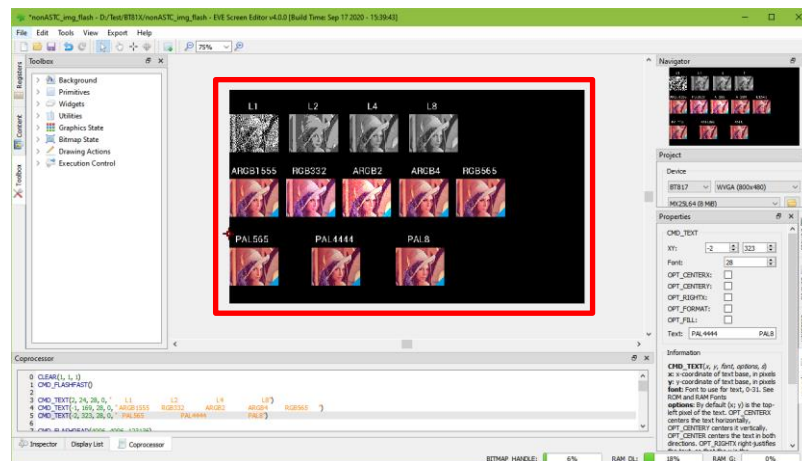 *nonASTC_img_flash - D:/Test/BT81X/nonASTC_img_flash - EVE Screen Editor v4.0.0 [Build Time: Sep 17 2020 - 15:39:43]
File Edit Tools View Export Help
75%
Registers
Content
Toolbox
Toolbox
Background
Primitives
Widgets
Utilities
Graphics State
Bitmap State
Drawing Actions
Execution Control
L1 L2 L4 L8
ARGB1555 RGB332 ARGB2 ARGB4 RGB565
PAL565 PAL4444 PAL8
Navigator
Project
Device
BT817 WVGA (800x480)
MX25L64 (8 MB)
Properties
CMD_TEXT
XY: -2 323
Font: 28
OPT_CENTERX:
OPT_CENTERY:
OPT_RIGHTX:
OPT_FORMAT:
OPT_FILL:
Text: PAL4444 PAL8
Information
CMD_TEXT(x, y, font, options, s)
x: x-coordinate of text base, in pixels
y: y-coordinate of text base, in pixels
font: Font to use for text, 0-31. See
ROM and RAM Fonts
options: By default (x, y) is the top-
left pixel of the text. OPT_CENTERX
centers the text horizontally,
OPT_CENTERY centers it vertically.
OPT_CENTER centers the text in both
directions. OPT_RIGHTX right-justifies
Coprocessor
0 CLEAR(1, 1, 1)
1 CMD_FLASHFAST()
2
3 CMD_TEXT(2, 24, 28, 0, " L1 L2 L4 L8")
4 CMD_TEXT(-1, 169, 28, 0, "ARGB1555 RGB332 ARGB2 ARGB4 RGB565 ")
5 CMD_TEXT(-2, 323, 28, 0, " PAL565 PAL4444 PAL8")
6
Inspector Display List Coprocessor
BITMAP HANDLE: 6% RAM DL: 18% RAM G: 0%